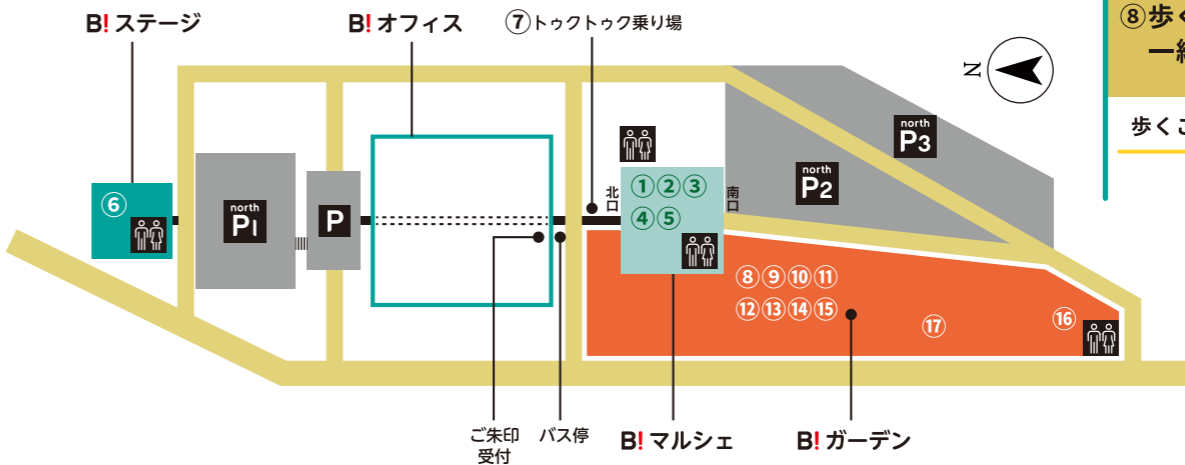 B! ステージ
B! オフィス
⑦トゥクトゥク乗り場
⑧歩く
一緒
歩くこ
N
north
P3
north
P2
north
P1
P
⑥
北口
南口
①②③
④⑤
⑧⑨⑩⑪
⑫⑬⑭⑮
⑰
⑯
ご朱印
受付
バス停
B! マルシェ
B! ガーデン